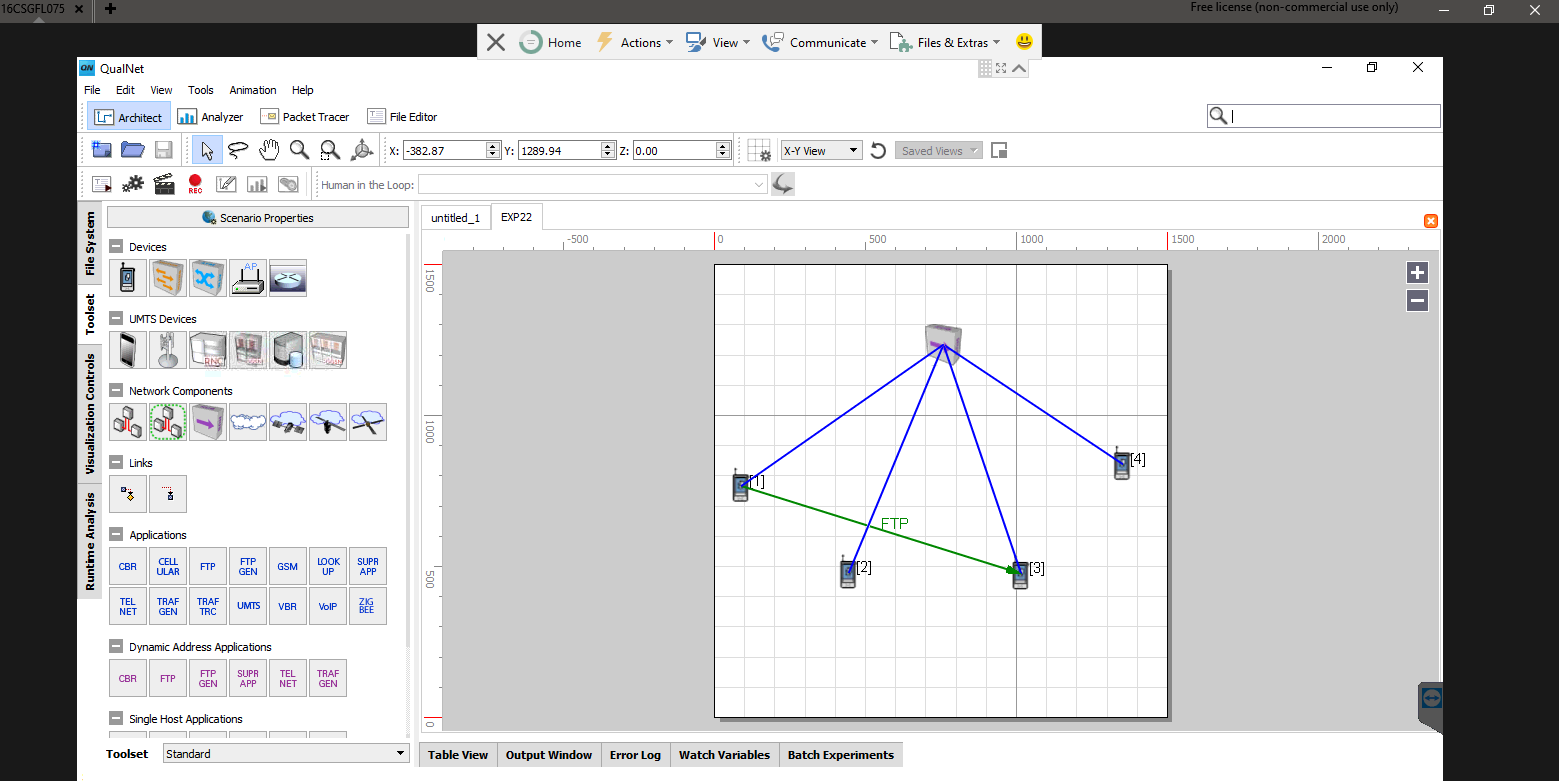 16CSGFL075
Free license (non-commercial use only)
Home Actions View Communicate Files & Extras
QN QualNet
File Edit View Tools Animation Help
Architect Analyzer Packet Tracer File Editor
X: -382.87 Y: 1289.94 Z: 0.00 X-Y View Saved Views
REC Human in the Loop:
File System
Toolset
Visualization Controls
Runtime Analysis
Scenario Properties
Devices
AP
UMTS Devices
RNC
Network Components
Links
Applications
CBR CELL ULAR FTP FTP GEN GSM LOOK UP SUPR APP
TEL NET TRAF GEN TRAF TRC UMTS VBR VoIP ZIG BEE
Dynamic Address Applications
CBR FTP FTP GEN SUPR APP TEL NET TRAF GEN
Single Host Applications
Toolset Standard
untitled_1 EXP22
-500 0 500 1000 1500 2000
1500
1000
500
0
[4]
[1]
FTP
[2]
[3]
Table View Output Window Error Log Watch Variables Batch Experiments